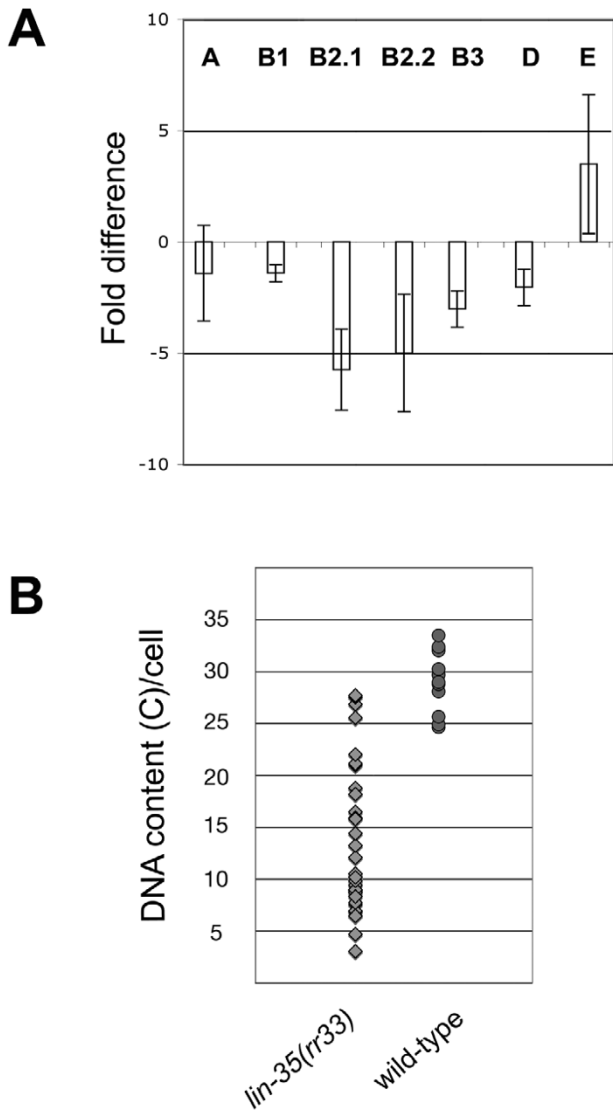 A
10
A B1 B2.1 B2.2 B3 D E
5
0
-5
-10
Fold difference
B
35
30
25
20
15
10
5
DNA content (C)/cell
lin-35(rr33)
wild-type